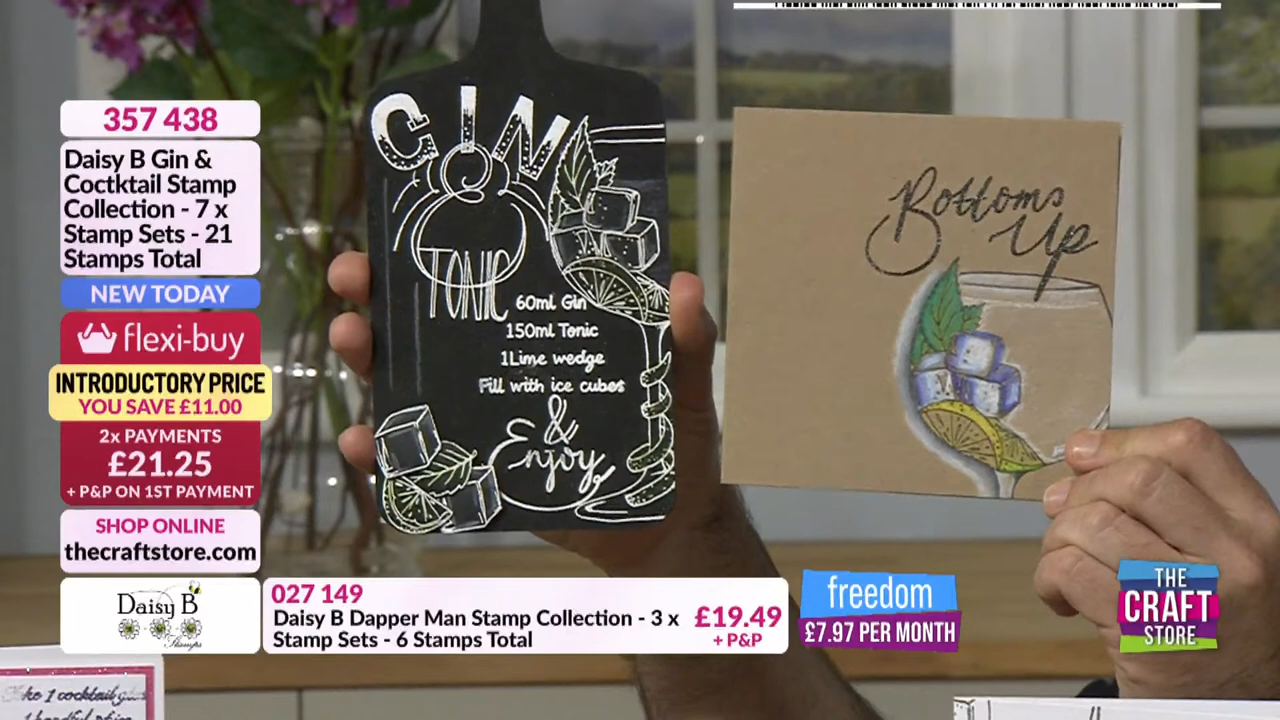 357 438
Daisy B Gin &
Coctktail Stamp
Collection - 7 x
Stamp Sets - 21
Stamps Total
NEW TODAY
flexi-buy
INTRODUCTORY PRICE
YOU SAVE £11.00
2x PAYMENTS
£21.25
+ P&P ON 1ST PAYMENT
SHOP ONLINE
thecraftstore.com
GIN
&
TONIC
60ml Gin
150ml Tonic
1Lime wedge
Fill with ice cubes
&
Enjoy
Bottoms
Up
Daisy B
Stamps
027 149
Daisy B Dapper Man Stamp Collection - 3 x
Stamp Sets - 6 Stamps Total
£19.49
+ P&P
freedom
£7.97 PER MONTH
THE
CRAFT
STORE
1 cocktail